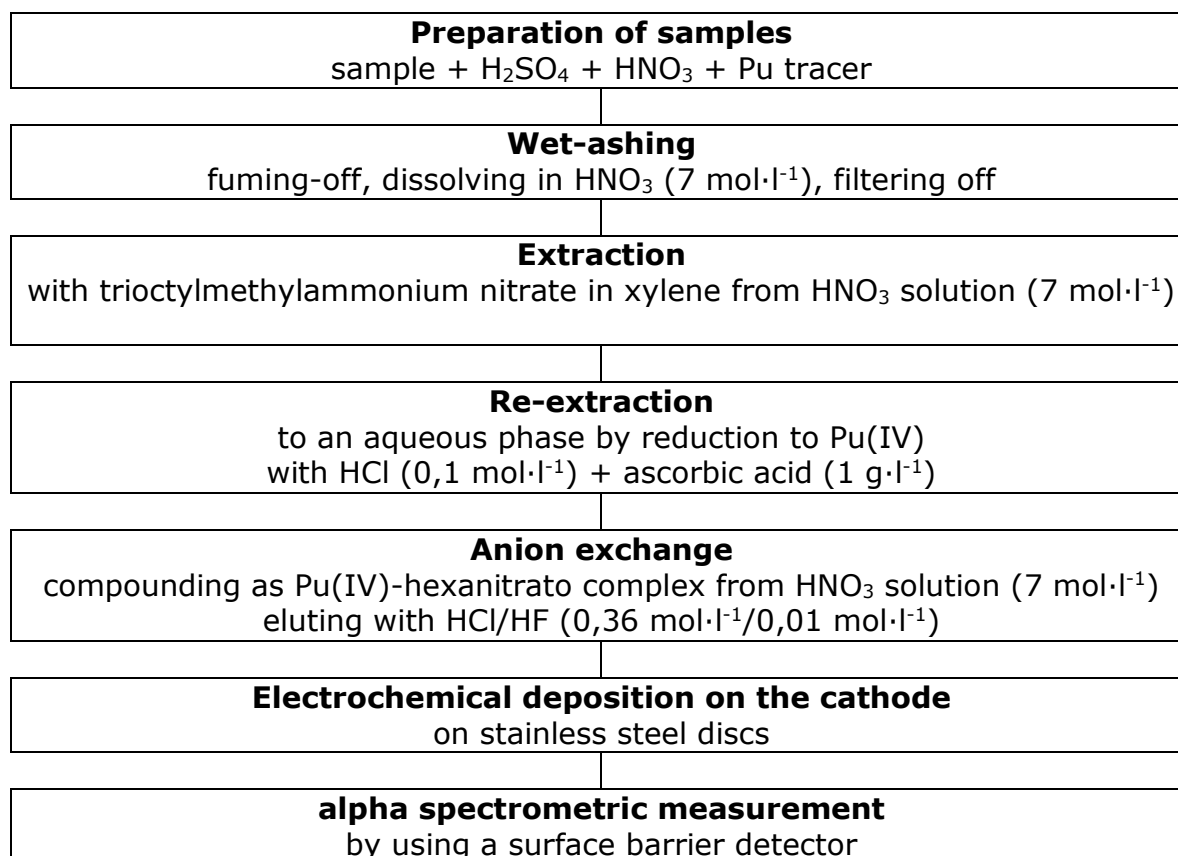 Preparation of samples
sample + H₂SO₄ + HNO₃ + Pu tracer
Wet-ashing
fuming-off, dissolving in HNO₃ (7 mol·l⁻¹), filtering off
Extraction
with trioctylmethylammonium nitrate in xylene from HNO₃ solution (7 mol·l⁻¹)
Re-extraction
to an aqueous phase by reduction to Pu(IV)
with HCl (0,1 mol·l⁻¹) + ascorbic acid (1 g·l⁻¹)
Anion exchange
compounding as Pu(IV)-hexanitrato complex from HNO₃ solution (7 mol·l⁻¹)
eluting with HCl/HF (0,36 mol·l⁻¹/0,01 mol·l⁻¹)
Electrochemical deposition on the cathode
on stainless steel discs
alpha spectrometric measurement
by using a surface barrier detector